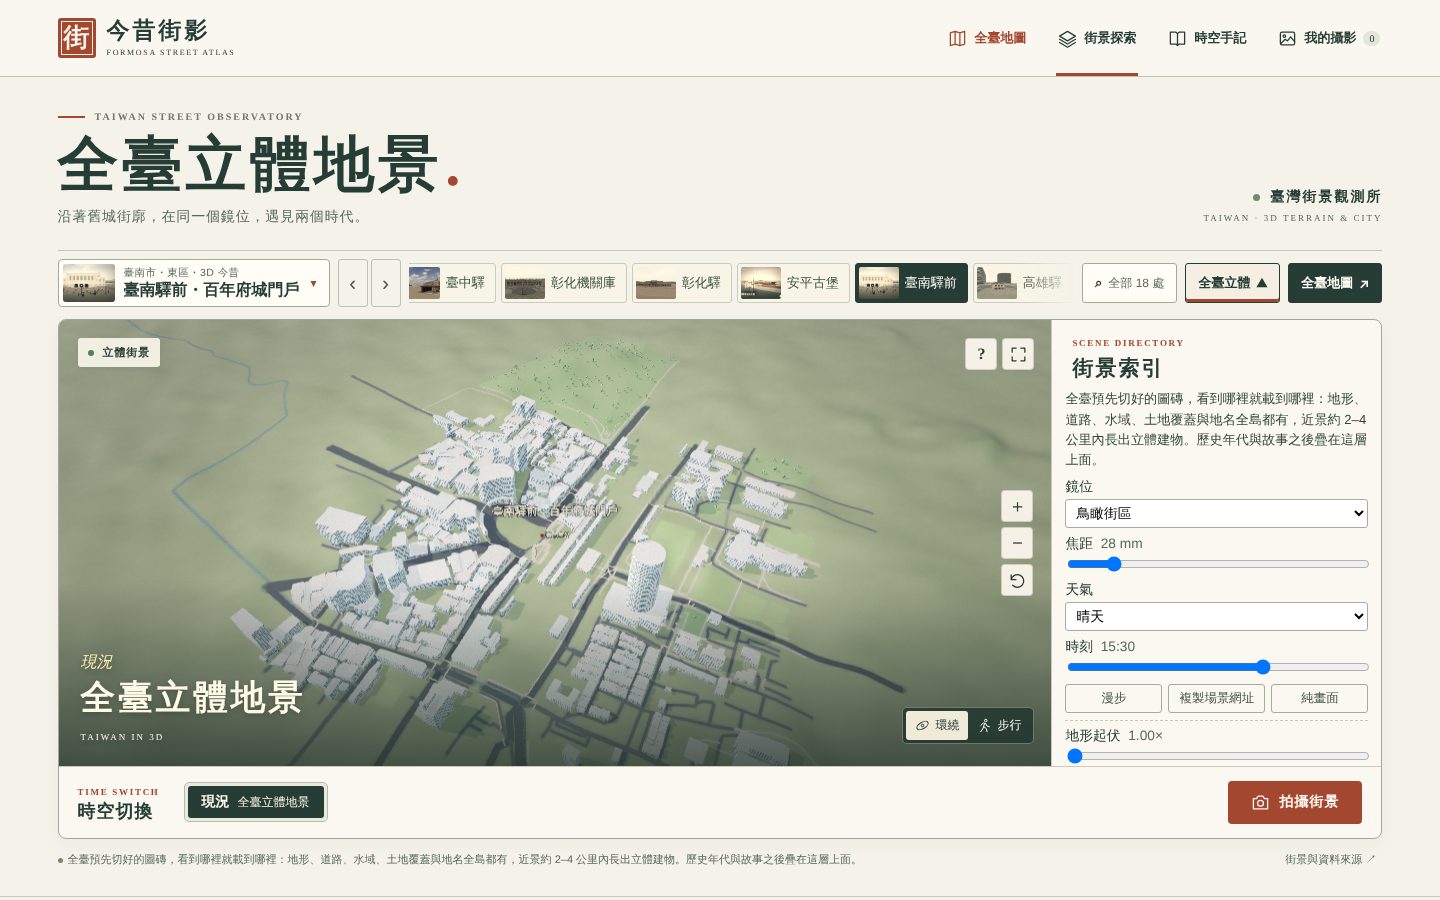 街
今昔街影
FORMOSA STREET ATLAS
全臺地圖
街景探索
時空手記
我的攝影 0
TAIWAN STREET OBSERVATORY
全臺立體地景.
沿著舊城街廓，在同一個鏡位，遇見兩個時代。
臺灣街景觀測所
TAIWAN · 3D TERRAIN & CITY
臺南市・東區・3D 今昔
臺南驛前・百年府城門戶 ▼
‹ ›
臺中驛
彰化機關庫
彰化驛
安平古堡
臺南驛前
高雄驛
全部 18 處
全臺立體 ▲
全臺地圖 ↗
立體街景
?
臺南驛前・百年府城門戶
+
−
現況
全臺立體地景
TAIWAN IN 3D
環繞
步行
SCENE DIRECTORY
街景索引
全臺預先切好的圖磚，看到哪裡就載到哪裡：地形、
道路、水域、土地覆蓋與地名全島都有，近景約 2–4
公里內長出立體建物。歷史年代與故事之後疊在這層
上面。
鏡位
鳥瞰街區
焦距 28 mm
天氣
晴天
時刻 15:30
漫步
複製場景網址
純畫面
地形起伏 1.00×
TIME SWITCH
時空切換
現況 全臺立體地景
拍攝街景
全臺預先切好的圖磚，看到哪裡就載到哪裡：地形、道路、水域、土地覆蓋與地名全島都有，近景約 2–4 公里內長出立體建物。歷史年代與故事之後疊在這層上面。
街景與資料來源 ↗